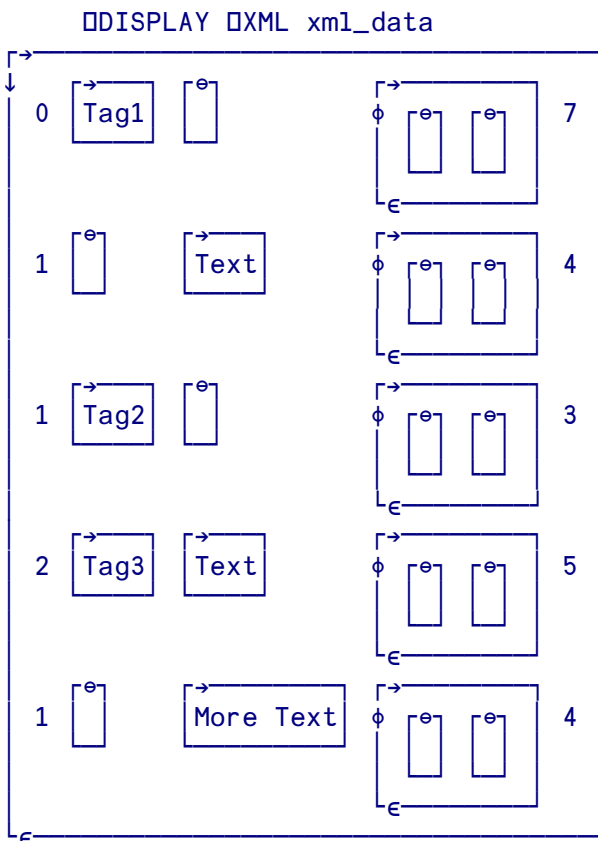 ⎕DISPLAY ⎕XML xml_data
0 Tag1 7
1 Text 4
1 Tag2 3
2 Tag3 Text 5
1 More Text 4